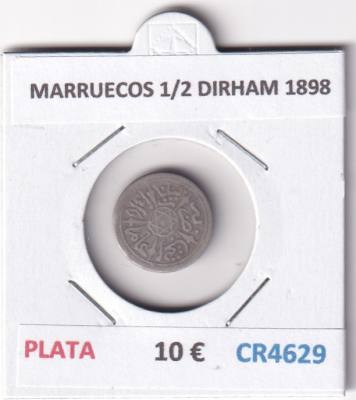 MARRUECOS 1/2 DIRHAM 1898
PLATA 10 € CR4629